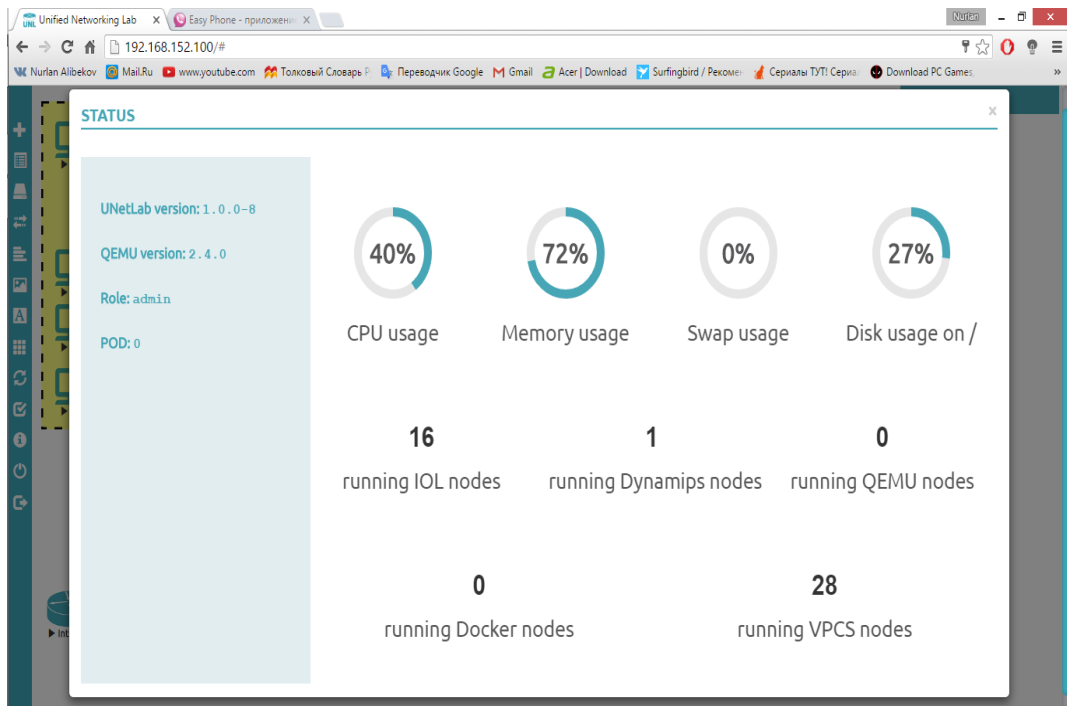 UNL Unified Networking Lab
Easy Phone - приложени
Nurlan
192.168.152.100/#
Nurlan Alibekov
Mail.Ru
www.youtube.com
Толковый Словарь Р
Переводчик Google
Gmail
Acer | Download
Surfingbird / Рекомен
Сериалы ТУТ! Сериа
Download PC Games,
STATUS
UNetLab version: 1.0.0-8
QEMU version: 2.4.0
Role: admin
POD: 0
40%
72%
0%
27%
CPU usage
Memory usage
Swap usage
Disk usage on /
16
1
0
running IOL nodes
running Dynamips nodes
running QEMU nodes
0
28
running Docker nodes
running VPCS nodes
Int